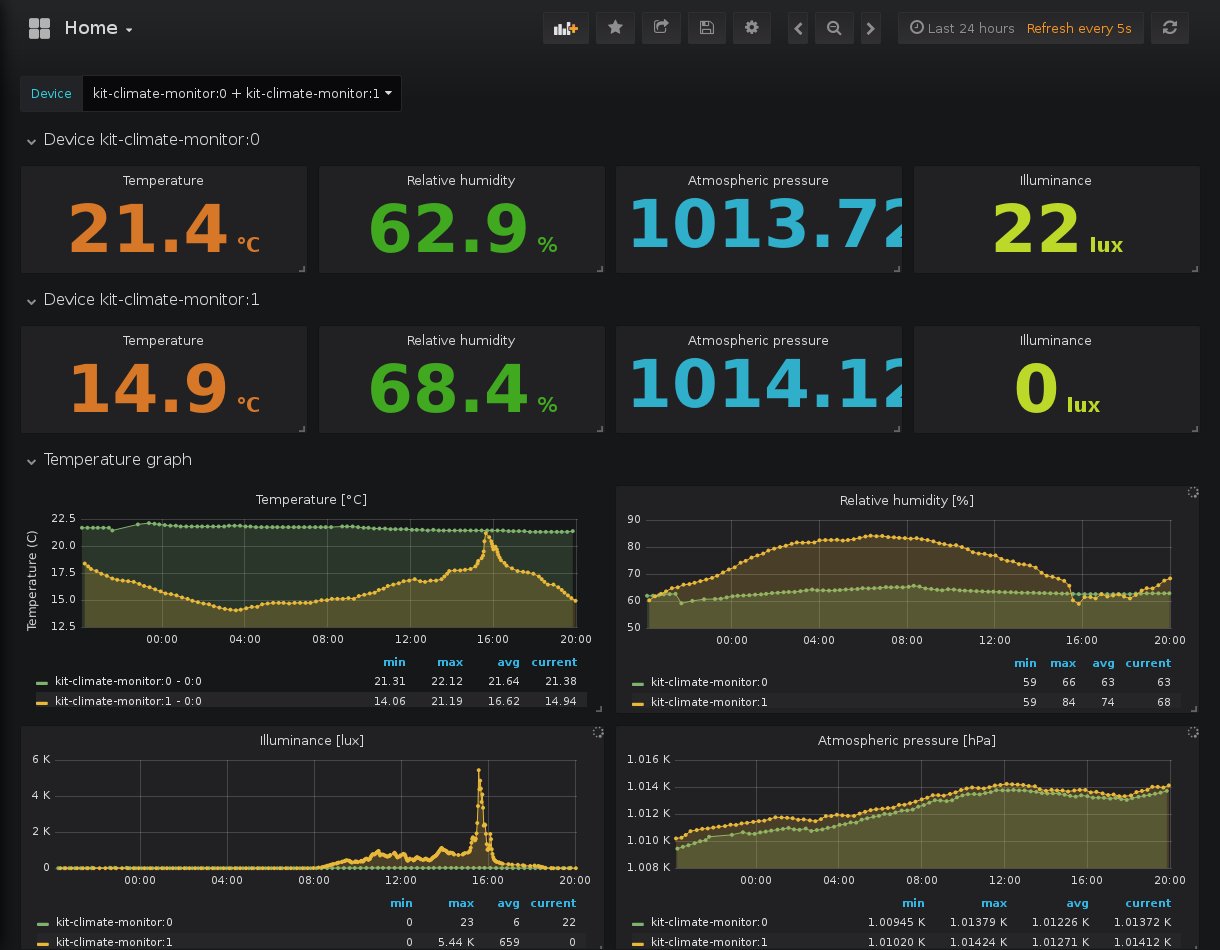 Home
Last 24 hours Refresh every 5s
Device kit-climate-monitor:0 + kit-climate-monitor:1
Device kit-climate-monitor:0
Temperature Relative humidity Atmospheric pressure Illuminance
21.4 °C 62.9 % 1013.72 22 lux
Device kit-climate-monitor:1
Temperature Relative humidity Atmospheric pressure Illuminance
14.9 °C 68.4 % 1014.12 0 lux
Temperature graph
Temperature [°C]
Temperature (C)
22.5
20.0
17.5
15.0
12.5
00:00 04:00 08:00 12:00 16:00 20:00
min max avg current
kit-climate-monitor:0 - 0:0 21.31 22.12 21.64 21.38
kit-climate-monitor:1 - 0:0 14.06 21.19 16.62 14.94
Relative humidity [%]
90
80
70
60
50
00:00 04:00 08:00 12:00 16:00 20:00
min max avg current
kit-climate-monitor:0 59 66 63 63
kit-climate-monitor:1 59 84 74 68
Illuminance [lux]
6 K
4 K
2 K
0
00:00 04:00 08:00 12:00 16:00 20:00
min max avg current
kit-climate-monitor:0 0 23 6 22
kit-climate-monitor:1 0 5.44 K 659 0
Atmospheric pressure [hPa]
1.016 K
1.014 K
1.012 K
1.010 K
1.008 K
00:00 04:00 08:00 12:00 16:00 20:00
min max avg current
kit-climate-monitor:0 1.00945 K 1.01379 K 1.01226 K 1.01372 K
kit-climate-monitor:1 1.01020 K 1.01424 K 1.01271 K 1.01412 K